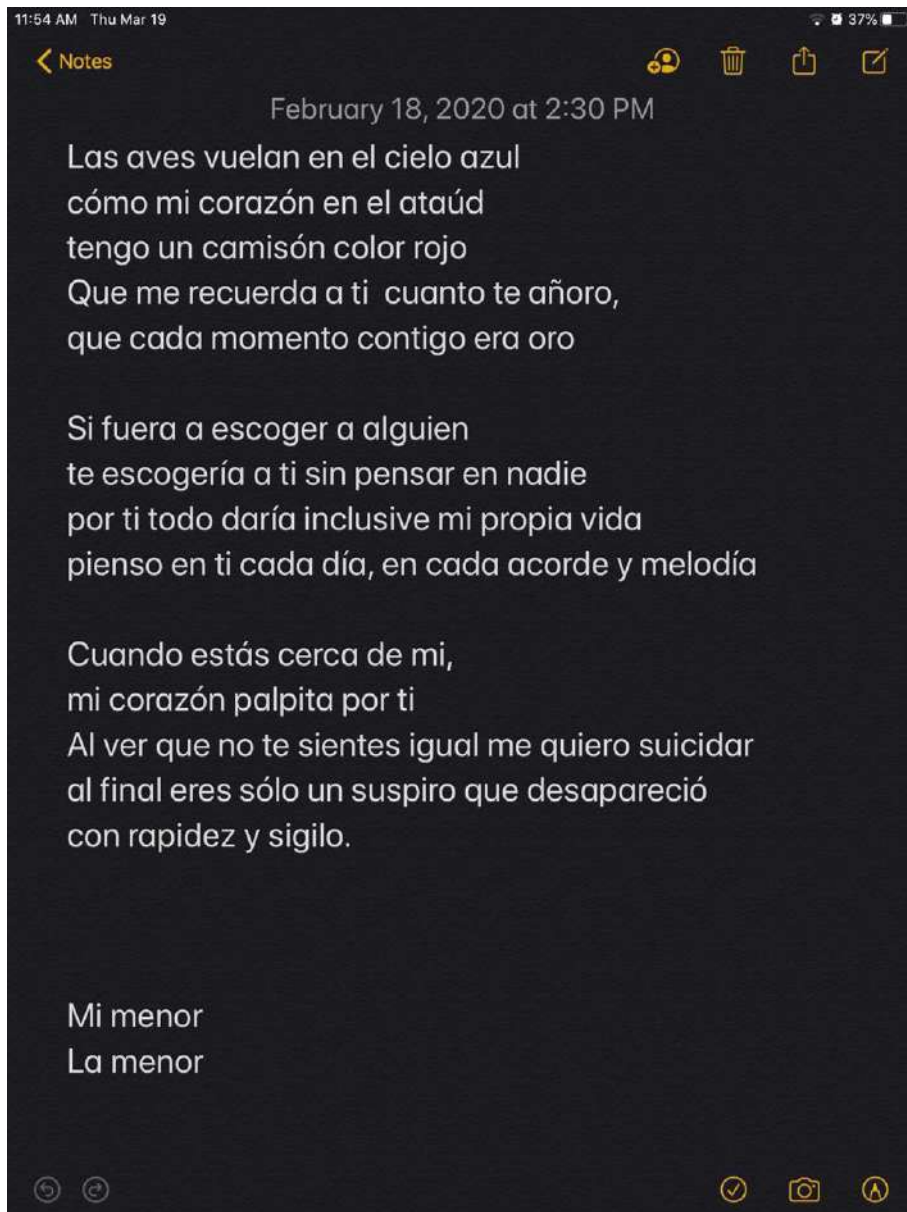 11:54 AM Thu Mar 19 37%
Notes
February 18, 2020 at 2:30 PM
Las aves vuelan en el cielo azul
cómo mi corazón en el ataúd
tengo un camisón color rojo
Que me recuerda a ti cuanto te añoro,
que cada momento contigo era oro
Si fuera a escoger a alguien
te escogería a ti sin pensar en nadie
por ti todo daría inclusive mi propia vida
pienso en ti cada día, en cada acorde y melodía
Cuando estás cerca de mi,
mi corazón palpita por ti
Al ver que no te sientes igual me quiero suicidar
al final eres sólo un suspiro que desapareció
con rapidez y sigilo.
Mi menor
La menor